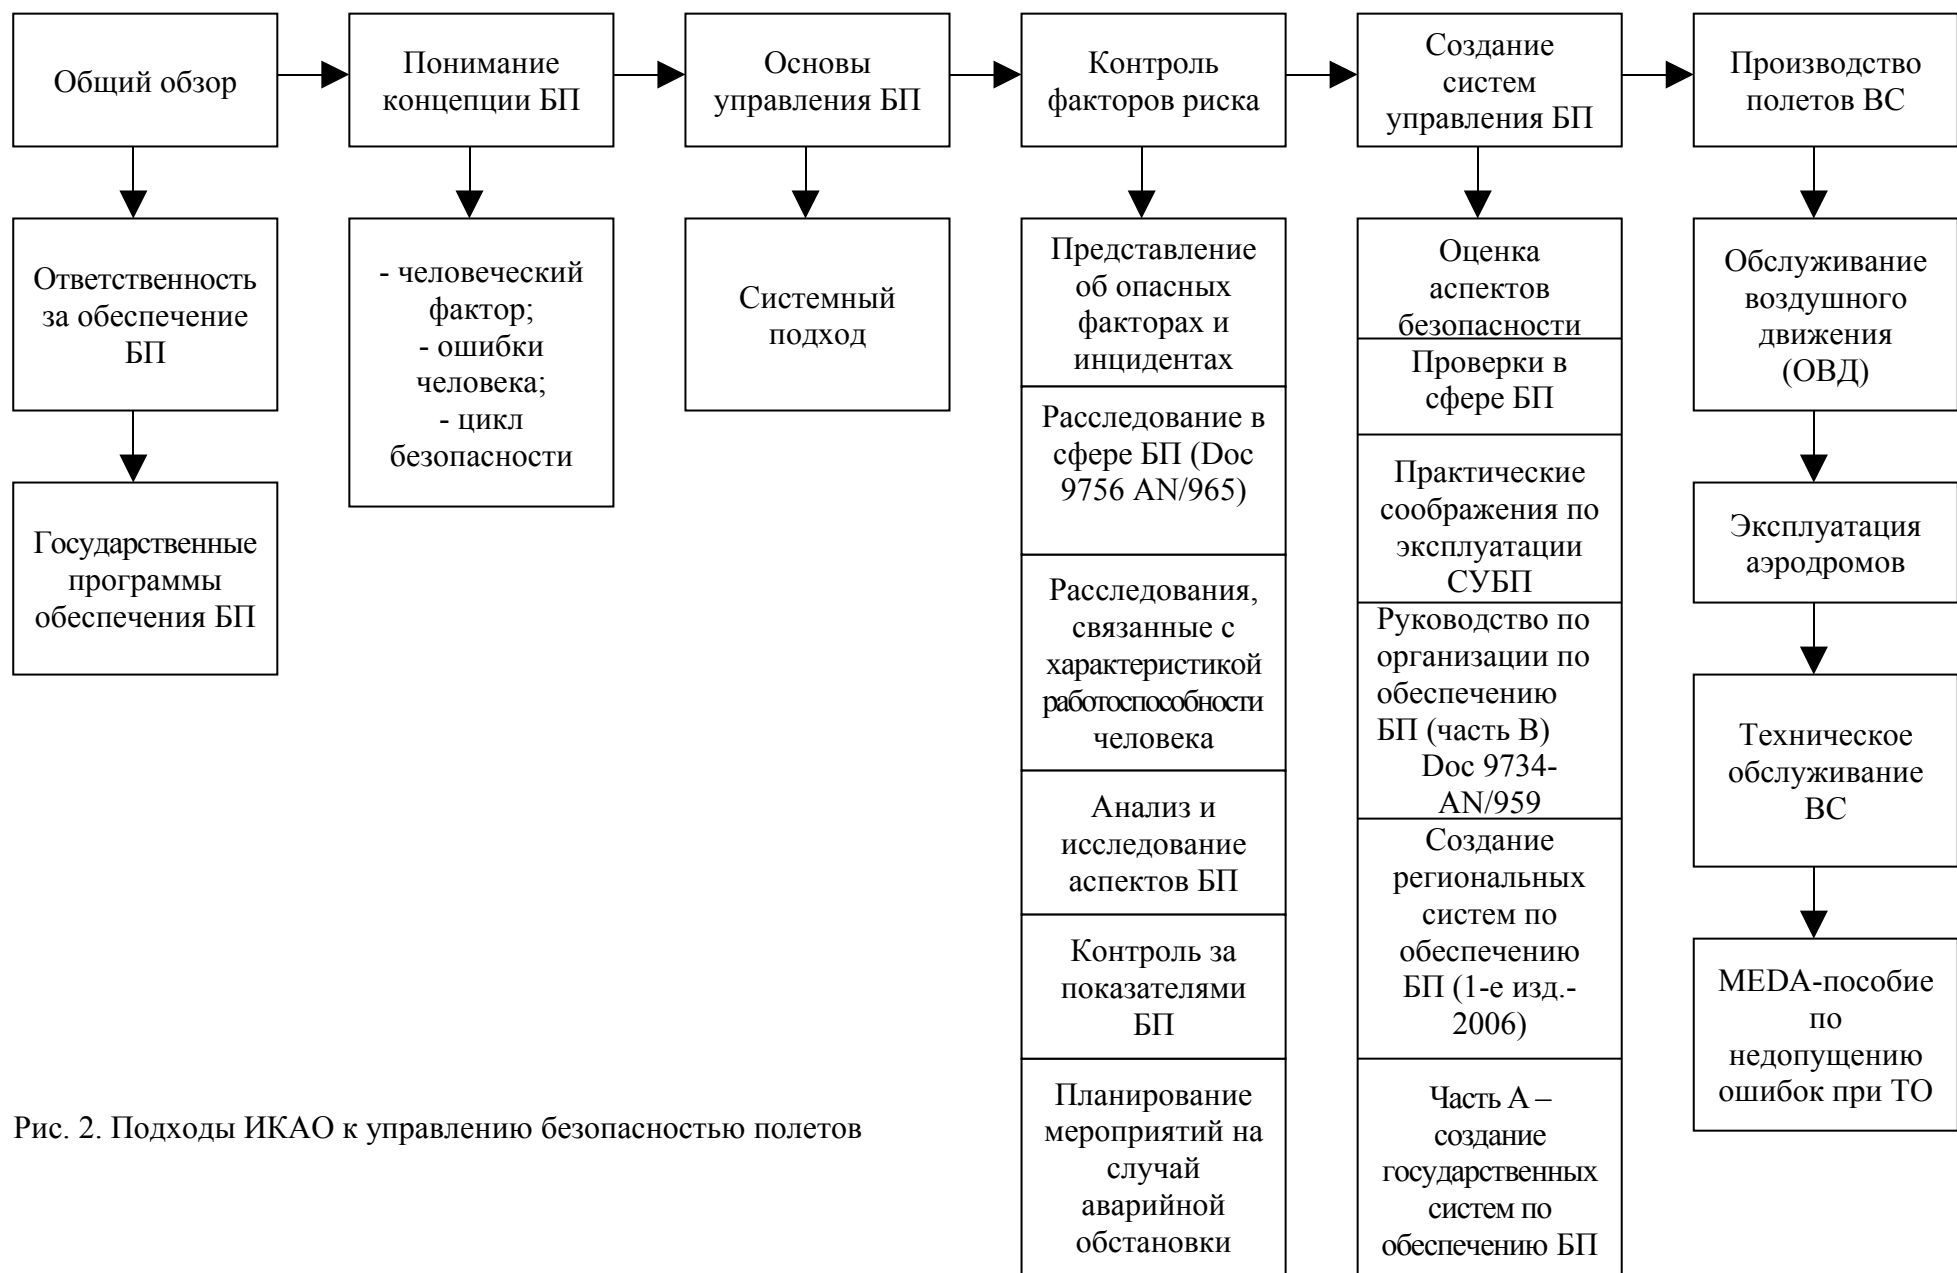 Общий обзор
Понимание
концепции БП
Основы
управления БП
Контроль
факторов риска
Создание
систем
управления БП
Производство
полетов ВС
Ответственность
за обеспечение
БП
Государственные
программы
обеспечения БП
- человеческий
фактор;
- ошибки
человека;
- цикл
безопасности
Системный
подход
Представление
об опасных
факторах и
инцидентах
Расследование в
сфере БП (Doc
9756 AN/965)
Расследования,
связанные с
характеристикой
работоспособности
человека
Анализ и
исследование
аспектов БП
Контроль за
показателями
БП
Планирование
мероприятий на
случай
аварийной
обстановки
Оценка
аспектов
безопасности
Проверки в
сфере БП
Практические
соображения по
эксплуатации
СУБП
Руководство по
организации по
обеспечению
БП (часть В)
Doc 9734-
AN/959
Создание
региональных
систем по
обеспечению
БП (1-е изд.-
2006)
Часть А –
создание
государственных
систем по
обеспечению БП
Обслуживание
воздушного
движения
(ОВД)
Эксплуатация
аэродромов
Техническое
обслуживание
ВС
MEDA-пособие
по
недопущению
ошибок при ТО
Рис. 2. Подходы ИКАО к управлению безопасностью полетов